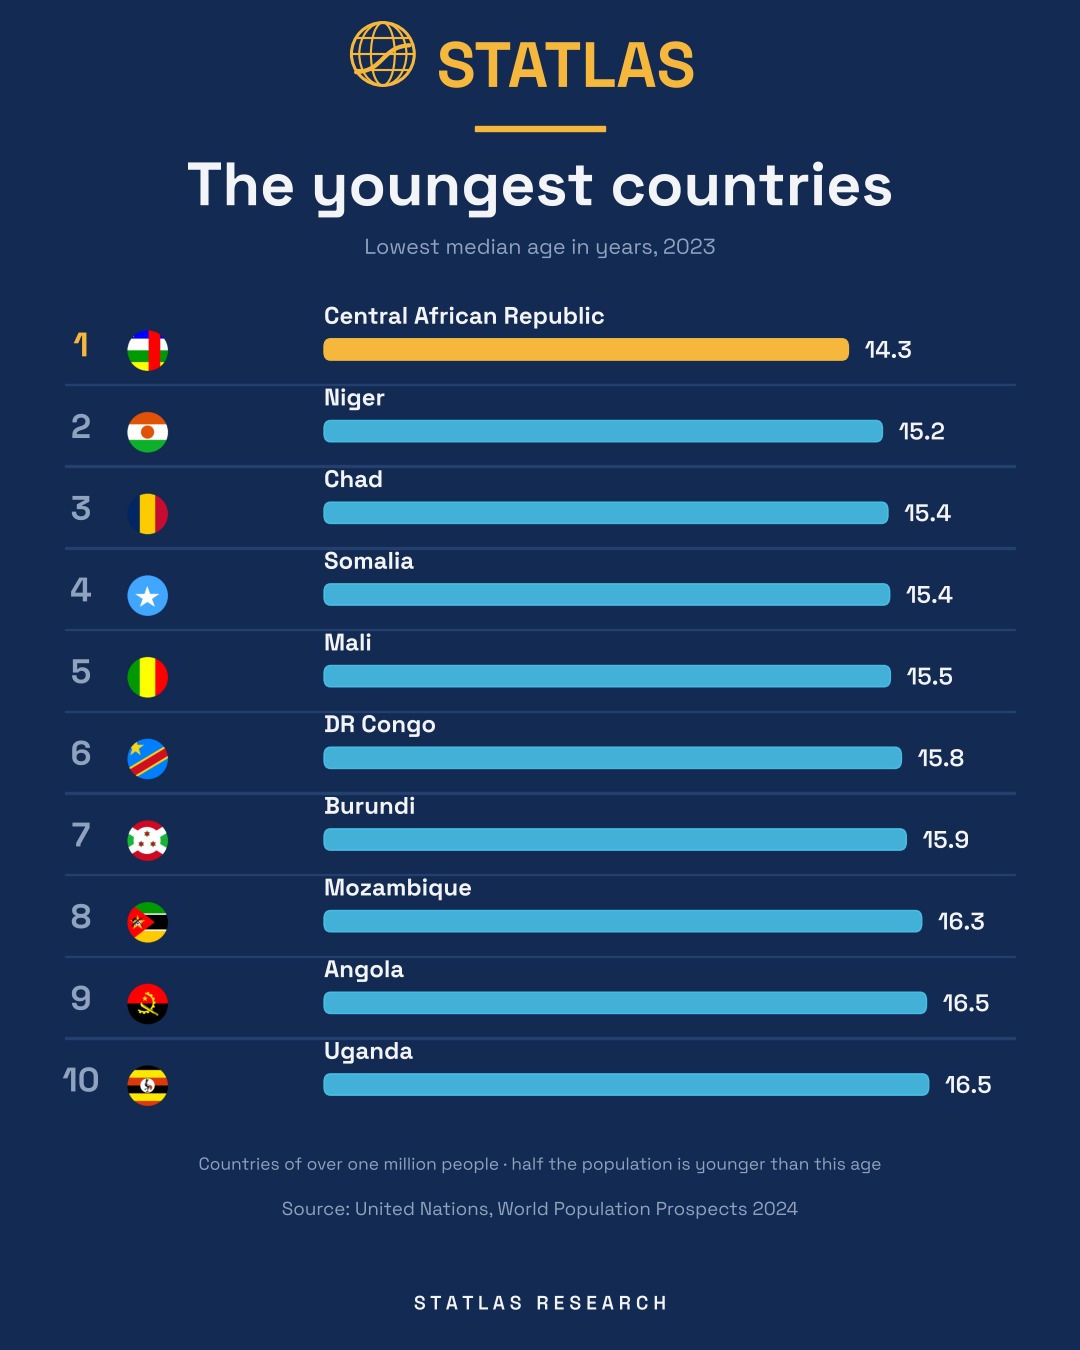 STATLAS
The youngest countries
Lowest median age in years, 2023
Central African Republic
1 14.3
Niger
2 15.2
Chad
3 15.4
Somalia
4 15.4
Mali
5 15.5
DR Congo
6 15.8
Burundi
7 15.9
Mozambique
8 16.3
Angola
9 16.5
Uganda
10 16.5
Countries of over one million people · half the population is younger than this age
Source: United Nations, World Population Prospects 2024
STATLAS RESEARCH